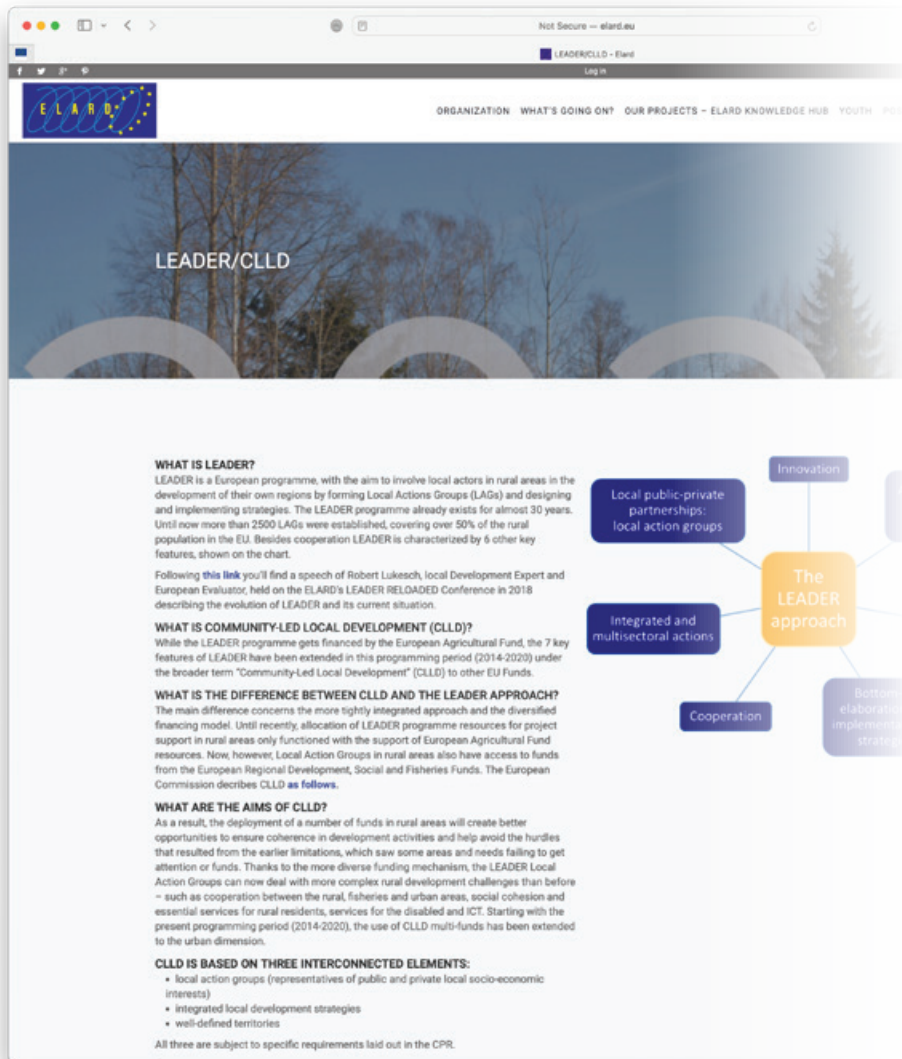 Not Secure — elard.eu
LEADER/CLLD – Elard
Log in
ELARD
ORGANIZATION WHAT'S GOING ON? OUR PROJECTS – ELARD KNOWLEDGE HUB YOUTH
LEADER/CLLD
WHAT IS LEADER?
LEADER is a European programme, with the aim to involve local actors in rural areas in the
development of their own regions by forming Local Actions Groups (LAGs) and designing
and implementing strategies. The LEADER programme already exists for almost 30 years.
Until now more than 2500 LAGs were established, covering over 50% of the rural
population in the EU. Besides cooperation LEADER is characterized by 6 other key
features, shown on the chart.
Following this link you'll find a speech of Robert Lukesch, local Development Expert and
European Evaluator, held on the ELARD's LEADER RELOADED Conference in 2018
describing the evolution of LEADER and its current situation.
WHAT IS COMMUNITY-LED LOCAL DEVELOPMENT (CLLD)?
While the LEADER programme gets financed by the European Agricultural Fund, the 7 key
features of LEADER have been extended in this programming period (2014-2020) under
the broader term "Community-Led Local Development" (CLLD) to other EU Funds.
WHAT IS THE DIFFERENCE BETWEEN CLLD AND THE LEADER APPROACH?
The main difference concerns the more tightly integrated approach and the diversified
financing model. Until recently, allocation of LEADER programme resources for project
support in rural areas only functioned with the support of European Agricultural Fund
resources. Now, however, Local Action Groups in rural areas also have access to funds
from the European Regional Development, Social and Fisheries Funds. The European
Commission decribes CLLD as follows.
WHAT ARE THE AIMS OF CLLD?
As a result, the deployment of a number of funds in rural areas will create better
opportunities to ensure coherence in development activities and help avoid the hurdles
that resulted from the earlier limitations, which saw some areas and needs failing to get
attention or funds. Thanks to the more diverse funding mechanism, the LEADER Local
Action Groups can now deal with more complex rural development challenges than before
– such as cooperation between the rural, fisheries and urban areas, social cohesion and
essential services for rural residents, services for the disabled and ICT. Starting with the
present programming period (2014-2020), the use of CLLD multi-funds has been extended
to the urban dimension.
CLLD IS BASED ON THREE INTERCONNECTED ELEMENTS:
• local action groups (representatives of public and private local socio-economic
interests)
• integrated local development strategies
• well-defined territories
All three are subject to specific requirements laid out in the CPR.
Innovation
Local public-private
partnerships:
local action groups
The
LEADER
approach
Integrated and
multisectoral actions
Cooperation
Bottom